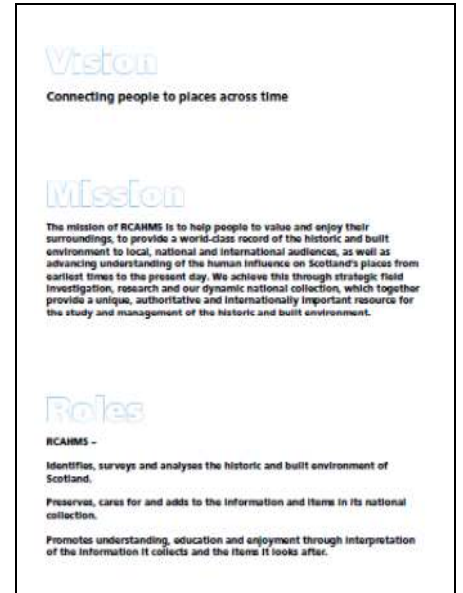 Vision
Connecting people to places across time
Mission
The mission of RCAHMS is to help people to value and enjoy their
surroundings, to provide a world-class record of the historic and built
environment to local, national and international audiences, as well as
advancing understanding of the human influence on Scotland's places from
earliest times to the present day. We achieve this through strategic field
investigation, research and our dynamic national collection, which together
provide a unique, authoritative and internationally important resource for
the study and management of the historic and built environment.
Roles
RCAHMS –
Identifies, surveys and analyses the historic and built environment of
Scotland.
Preserves, cares for and adds to the information and items in its national
collection.
Promotes understanding, education and enjoyment through interpretation
of the information it collects and the items it looks after.